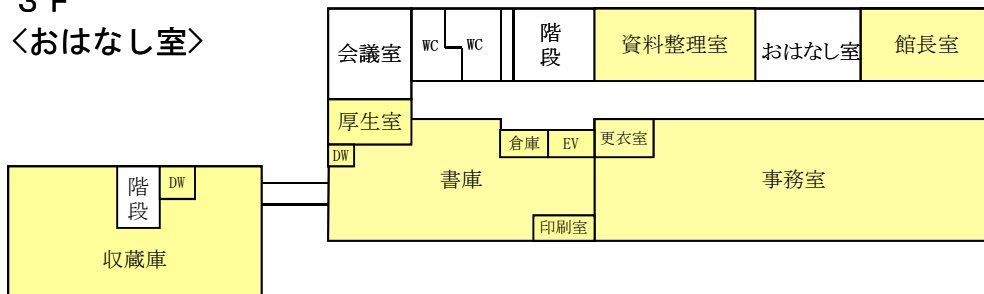 ３Ｆ
<おはなし室>
会議室
WC
WC
階段
資料整理室
おはなし室
館長室
厚生室
倉庫
EV
更衣室
DW
書庫
事務室
階段
DW
印刷室
収蔵庫